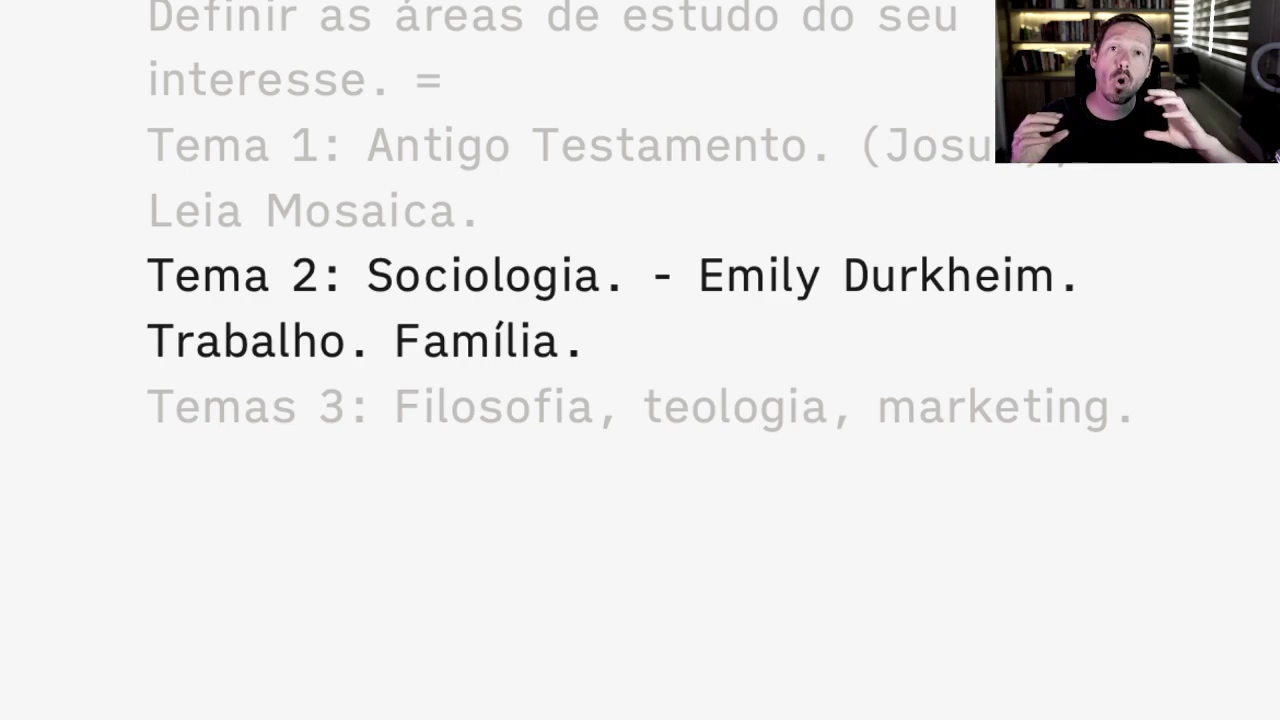 Definir as áreas de estudo do seu
interesse. =
Tema 1: Antigo Testamento.
Leia Mosaica.
Tema 2: Sociologia. - Emily Durkheim.
Trabalho. Família.
Temas 3: Filosofia, teologia, marketing.